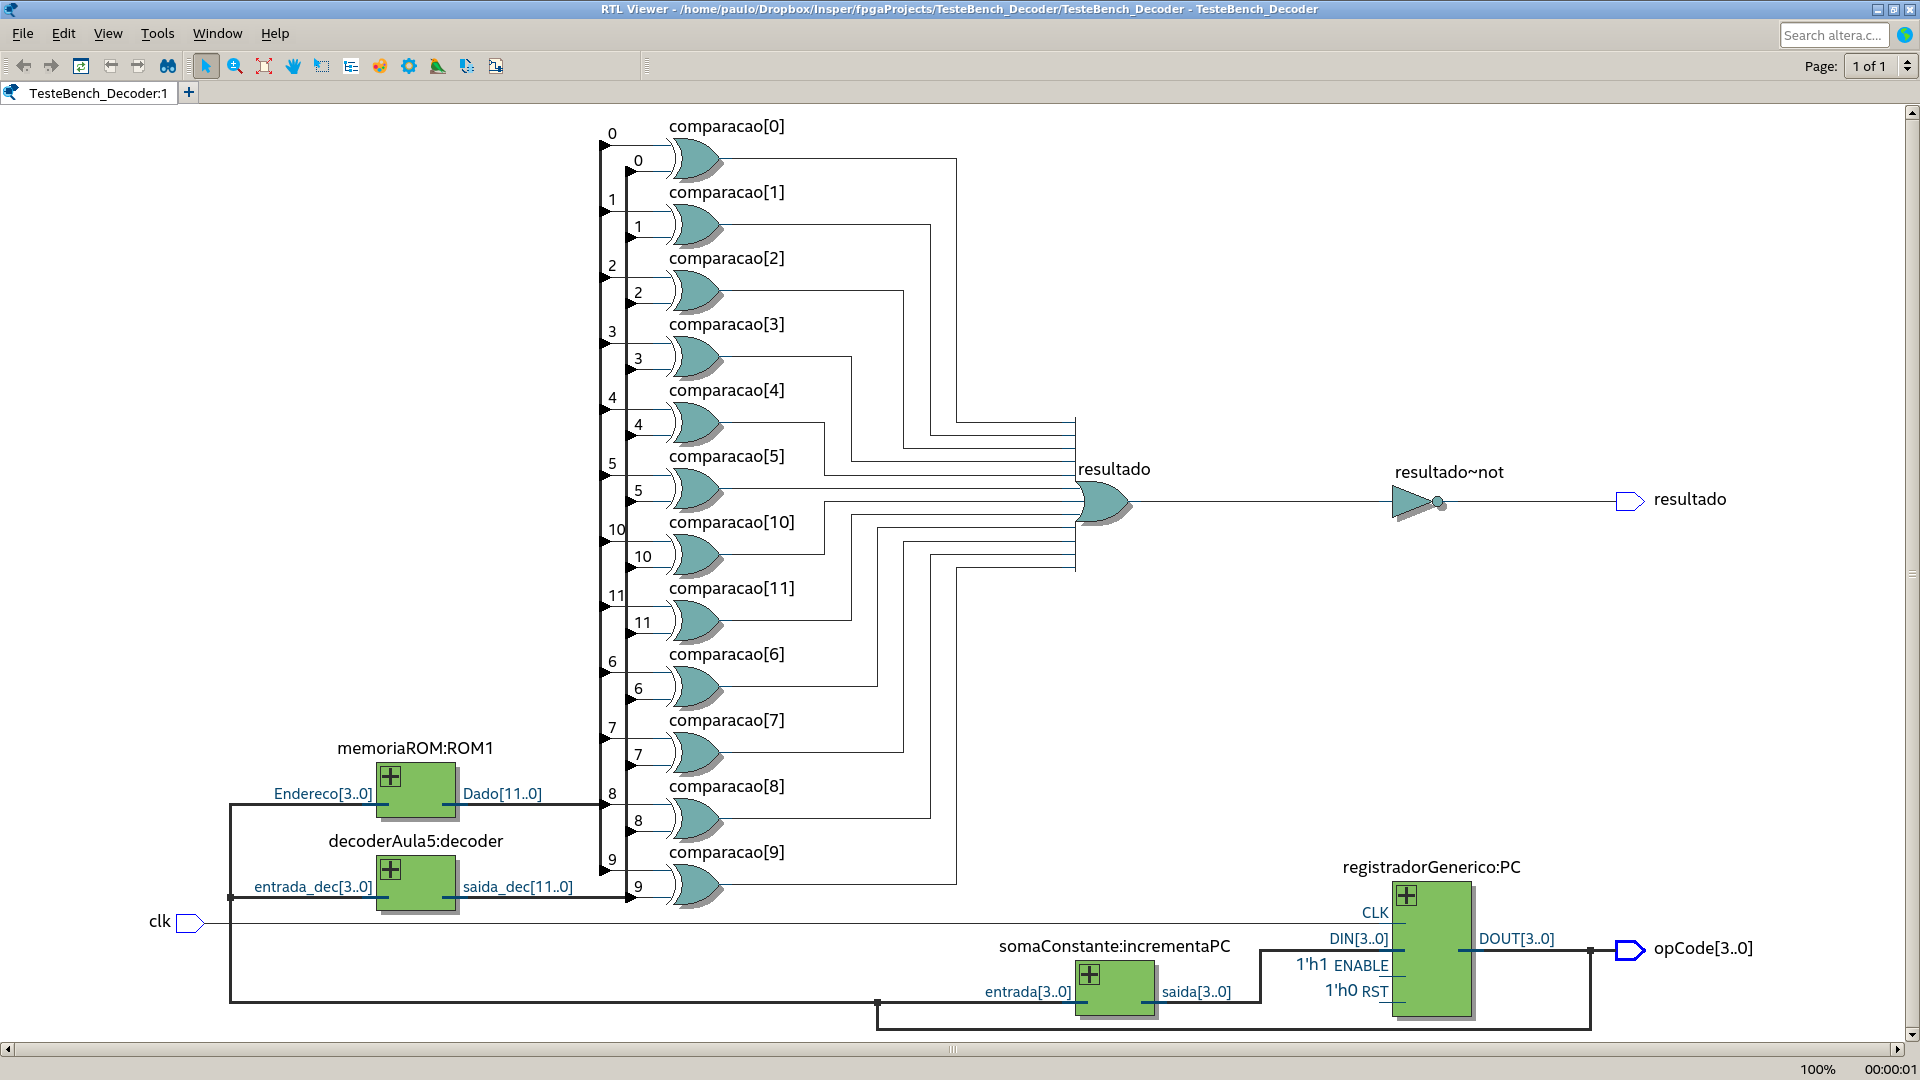 RTL Viewer - /home/paulo/Dropbox/Insper/fpgaProjects/TesteBench_Decoder/TesteBench_Decoder - TesteBench_Decoder
File Edit View Tools Window Help
Search altera.c...
Page: 1 of 1
TesteBench_Decoder:1
comparacao[0]
0
0
comparacao[1]
1
1
comparacao[2]
2
2
comparacao[3]
3
3
comparacao[4]
4
4
comparacao[5]
5
5
resultado
resultado~not
resultado
comparacao[10]
10
10
comparacao[11]
11
11
comparacao[6]
6
6
comparacao[7]
7
7
memoriaROM:ROM1
Endereco[3..0] Dado[11..0]
comparacao[8]
8
8
decoderAula5:decoder
entrada_dec[3..0] saida_dec[11..0]
comparacao[9]
9
9
clk
registradorGenerico:PC
CLK
DIN[3..0] DOUT[3..0]
1'h1 ENABLE
1'h0 RST
opCode[3..0]
somaConstante:incrementaPC
entrada[3..0] saida[3..0]
100% 00:00:01